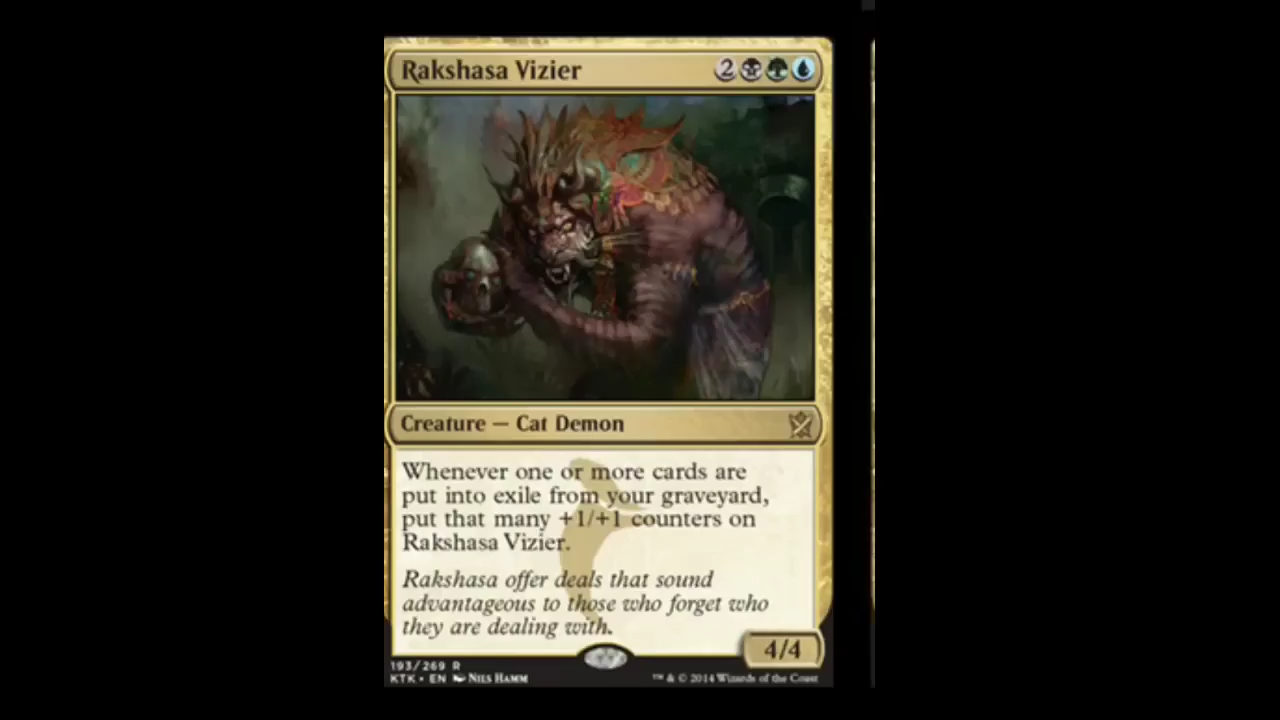 Rakshasa Vizier
2
Creature — Cat Demon
Whenever one or more cards are
put into exile from your graveyard,
put that many +1/+1 counters on
Rakshasa Vizier.
Rakshasa offer deals that sound
advantageous to those who forget who
they are dealing with.
4/4
193/269 R
KTK • EN NILS HAMM
™ & © 2014 Wizards of the Coast